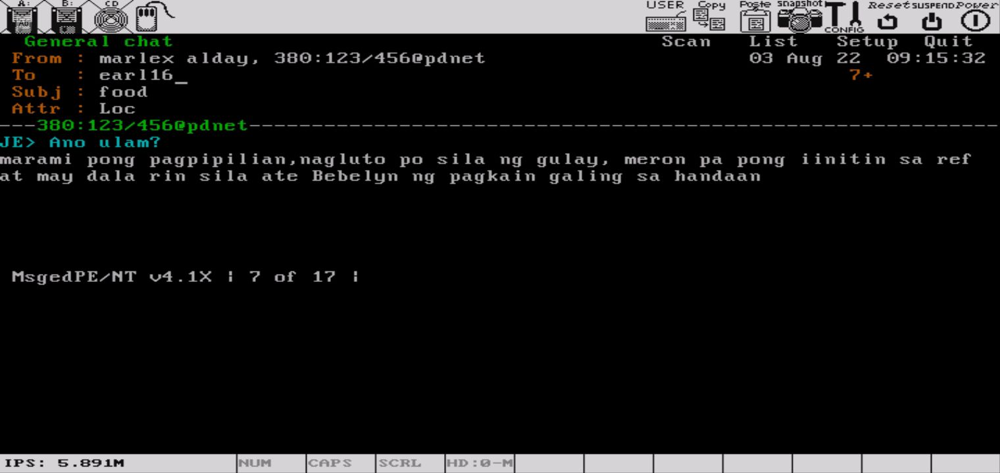 A: B: CD USER Copy Paste snapshot CONFIG Reset SUSPEND Power
General chat Scan List Setup Quit
From : marlex alday, 380:123/456@pdnet 03 Aug 22 09:15:32
To : earl16_ 7+
Subj : food
Attr : Loc
---380:123/456@pdnet-------------------------------------------------------------
JE> Ano ulam?
marami pong pagpipilian,nagluto po sila ng gulay, meron pa pong iinitin sa ref
at may dala rin sila ate Bebelyn ng pagkain galing sa handaan
MsgedPE/NT v4.1X | 7 of 17 |
IPS: 5.891M NUM CAPS SCRL HD:0-M